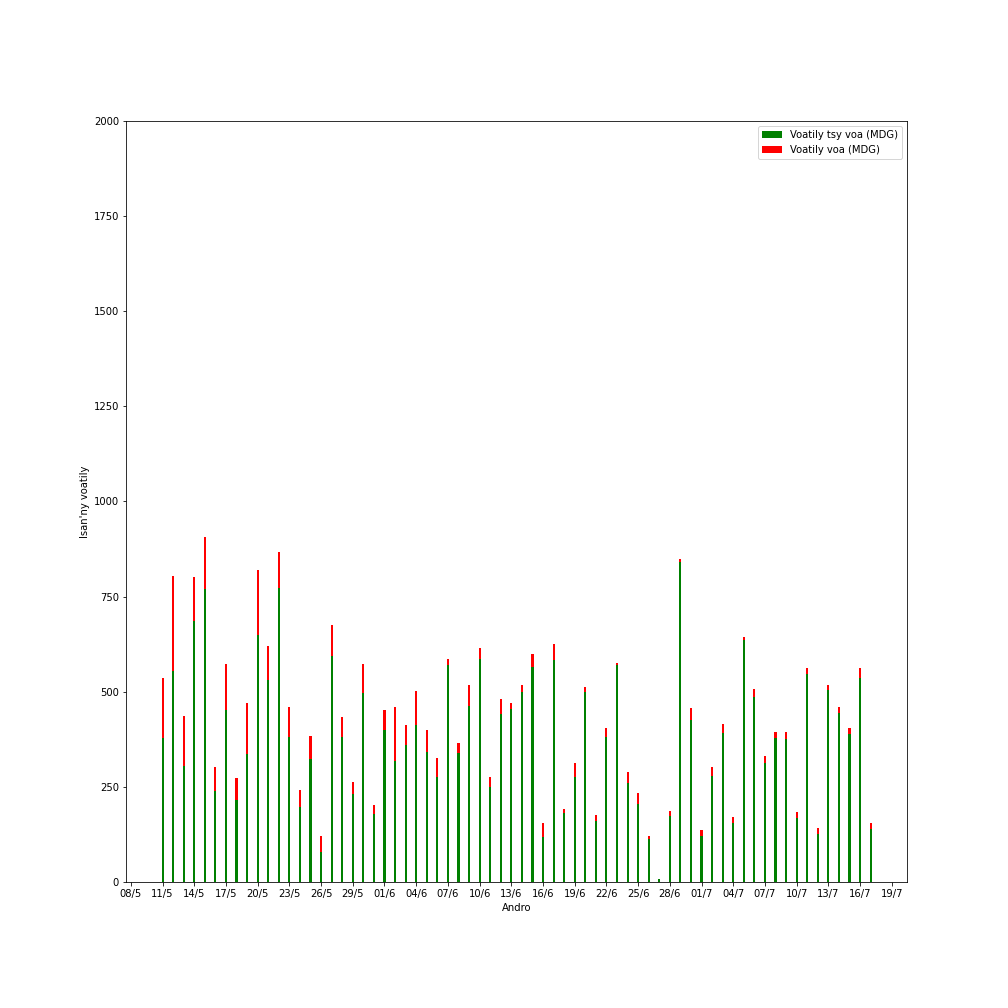 2000
1750
1500
1250
1000
750
500
250
0
Isan'ny voatily
Voatily tsy voa (MDG)
Voatily voa (MDG)
08/5 11/5 14/5 17/5 20/5 23/5 26/5 29/5 01/6 04/6 07/6 10/6 13/6 16/6 19/6 22/6 25/6 28/6 01/7 04/7 07/7 10/7 13/7 16/7 19/7
Andro